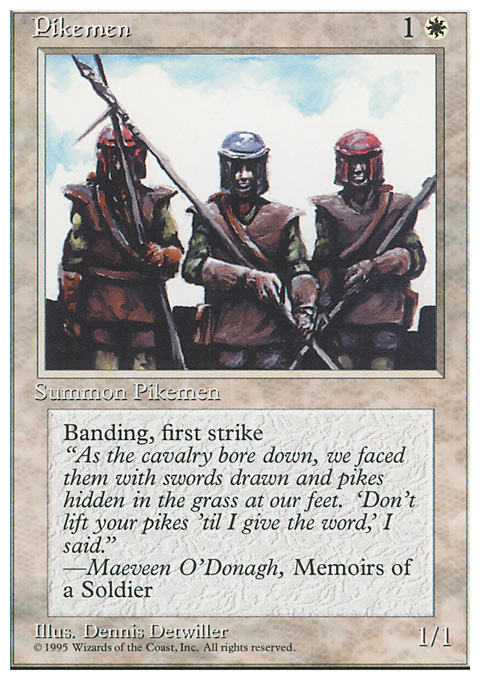 Pikemen 1
Summon Pikemen
Banding, first strike
“As the cavalry bore down, we faced
them with swords drawn and pikes
hidden in the grass at our feet. ‘Don’t
lift your pikes ’til I give the word,’ I
said.”
—Maeveen O’Donagh, Memoirs of
a Soldier
Illus. Dennis Detwiller
1/1
© 1995 Wizards of the Coast, Inc. All rights reserved.